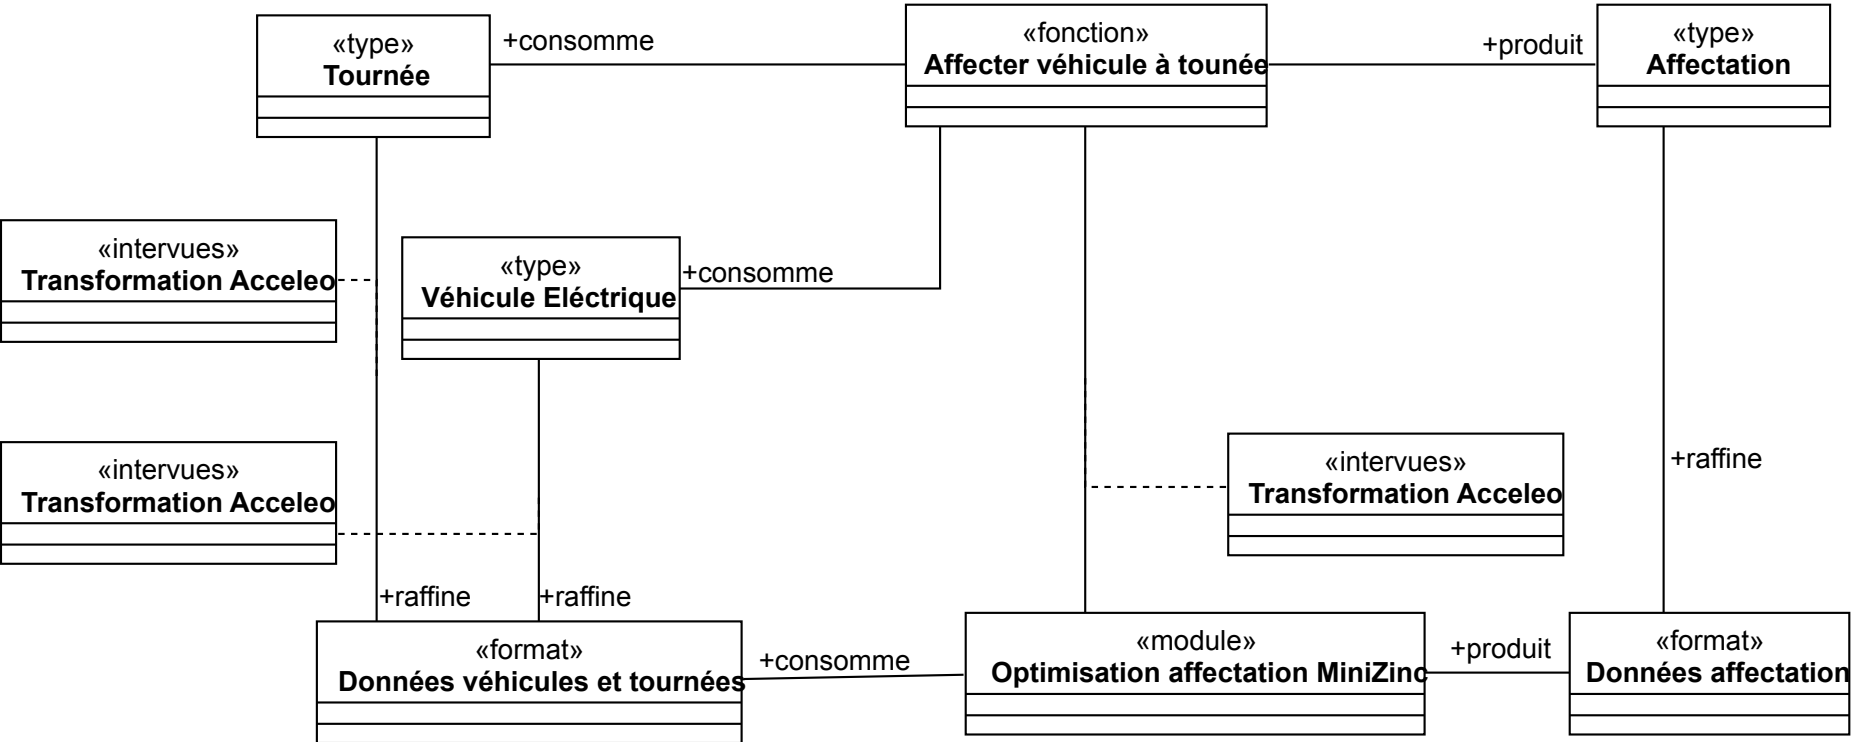 «type»
Tournée
+consomme
«fonction»
Affecter véhicule à tounée
+produit
«type»
Affectation
«intervues»
Transformation Acceleo
«type»
Véhicule Eléctrique
+consomme
«intervues»
Transformation Acceleo
«intervues»
Transformation Acceleo
+raffine
+raffine
+raffine
«format»
Données véhicules et tournées
+consomme
«module»
Optimisation affectation MiniZinc
+produit
«format»
Données affectation